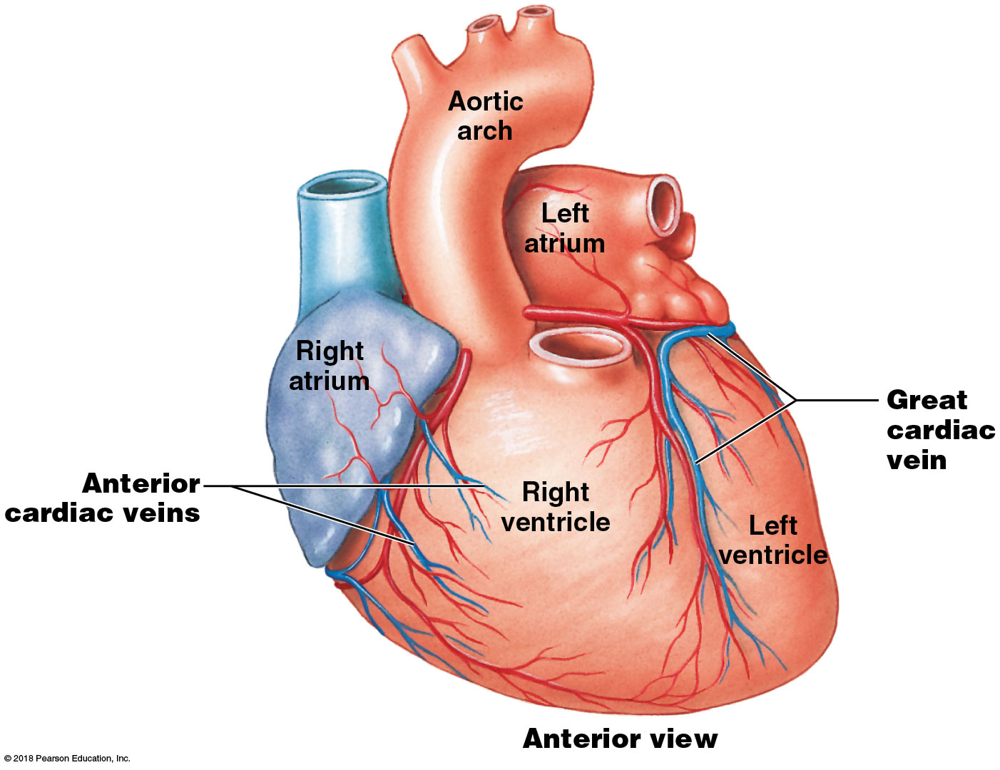 Aortic
arch
Left
atrium
Right
atrium
Great
cardiac
vein
Anterior
cardiac veins
Right
ventricle
Left
ventricle
Anterior view
© 2018 Pearson Education, Inc.